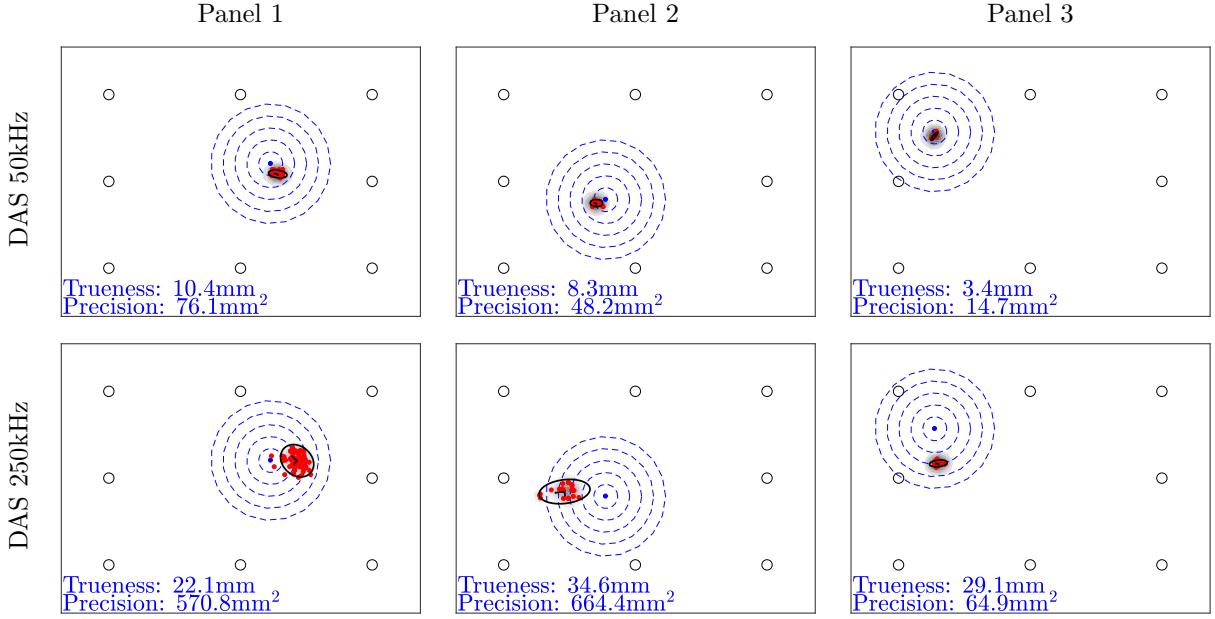 Panel 1
Panel 2
Panel 3
DAS 50kHz
Trueness: 10.4mm
Precision: 76.1mm²
Trueness: 8.3mm
Precision: 48.2mm²
Trueness: 3.4mm
Precision: 14.7mm²
DAS 250kHz
Trueness: 22.1mm
Precision: 570.8mm²
Trueness: 34.6mm
Precision: 664.4mm²
Trueness: 29.1mm
Precision: 64.9mm²